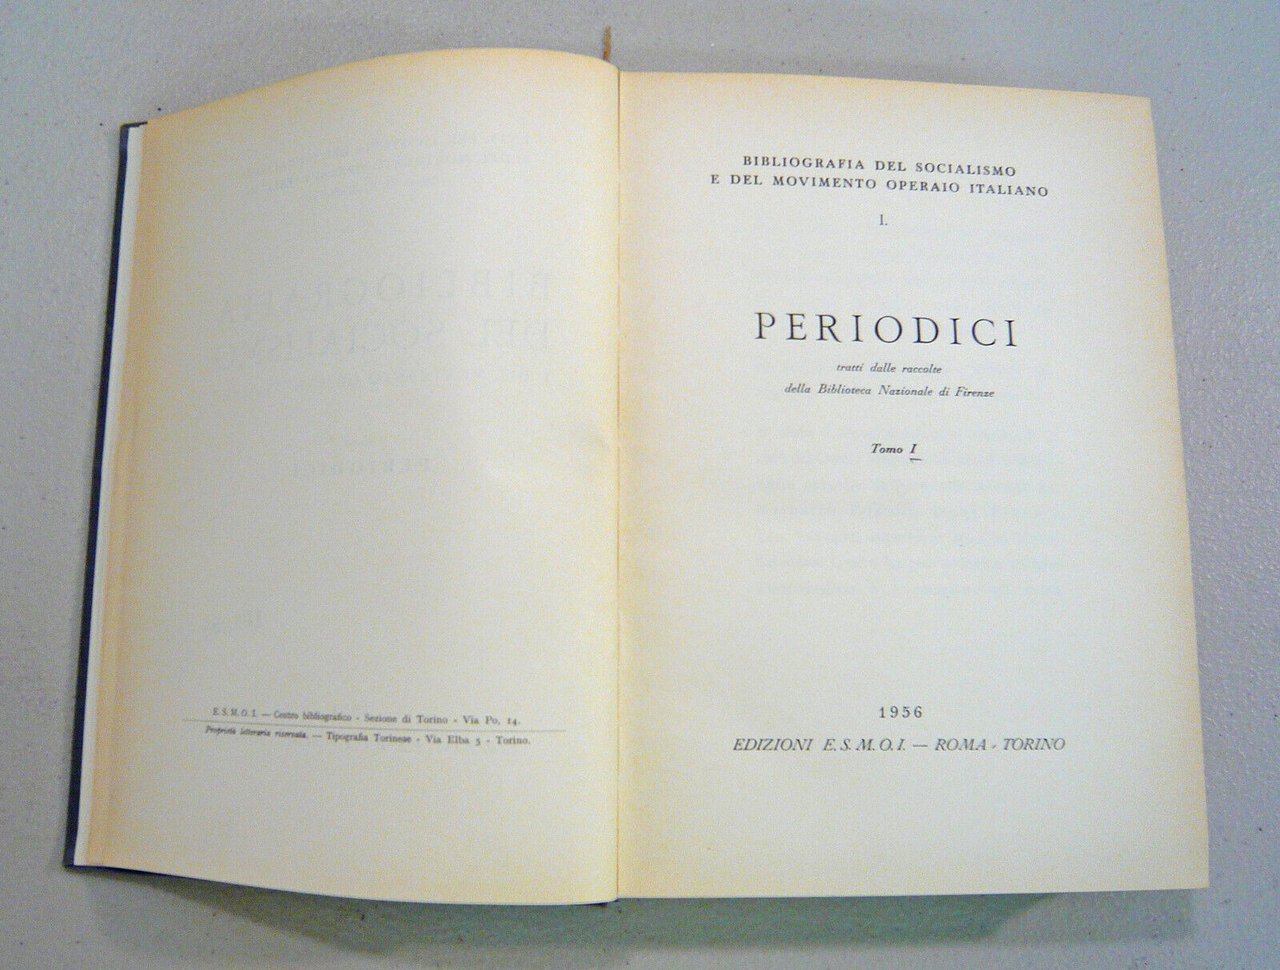 E. S. M. O. I. — Centro bibliografico - Sezione di Torino - Via Po, 14.
Proprietà letteraria riservata. — Tipografia Torinese - Via Elba 5 - Torino.
BIBLIOGRAFIA DEL SOCIALISMO
E DEL MOVIMENTO OPERAIO ITALIANO
I.
PERIODICI
tratti dalle raccolte
della Biblioteca Nazionale di Firenze
Tomo I
1956
EDIZIONI E. S. M. O. I. — ROMA - TORINO